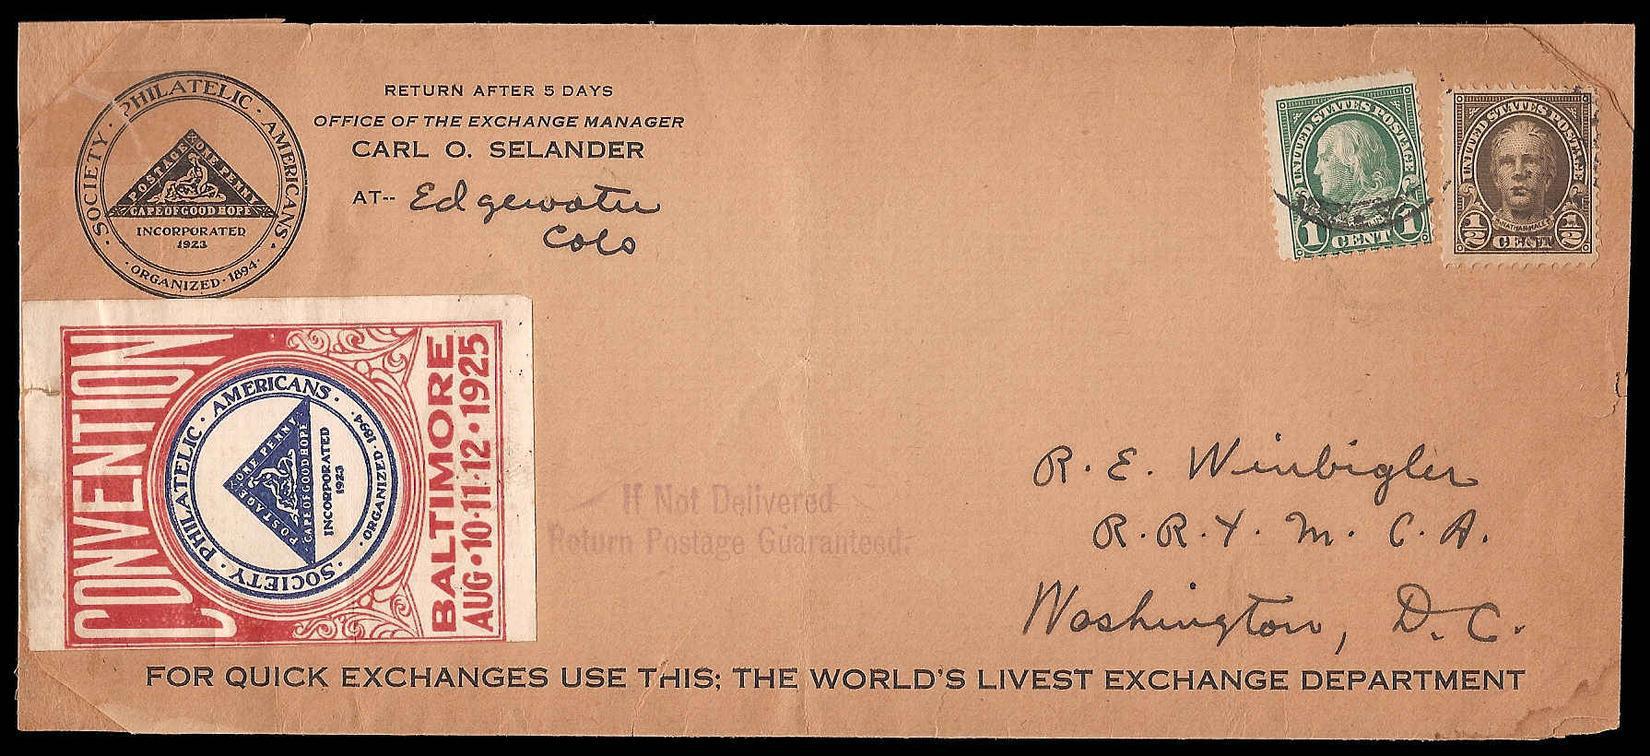 SOCIETY · PHILATELIC · AMERICANS ·
POSTAGE ONE PENNY
CAPE OF GOOD HOPE
INCORPORATED
1923
· ORGANIZED · 1894 ·
RETURN AFTER 5 DAYS
OFFICE OF THE EXCHANGE MANAGER
CARL O. SELANDER
AT-- Edgewater
Colo
UNITED STATES POSTAGE
1 CENT 1
UNITED STATES POSTAGE
NATHAN HALE
1/2 CENT 1/2
CONVENTION
SOCIETY · PHILATELIC · AMERICANS ·
POSTAGE ONE PENNY
CAPE OF GOOD HOPE
INCORPORATED
1923
· ORGANIZED · 1894 ·
BALTIMORE
AUG · 10 · 11 · 12 · 1925
If Not Delivered
Return Postage Guaranteed.
R. E. Winbigler
R. R. Y. M. C. A.
Washington, D. C.
FOR QUICK EXCHANGES USE THIS; THE WORLD'S LIVEST EXCHANGE DEPARTMENT